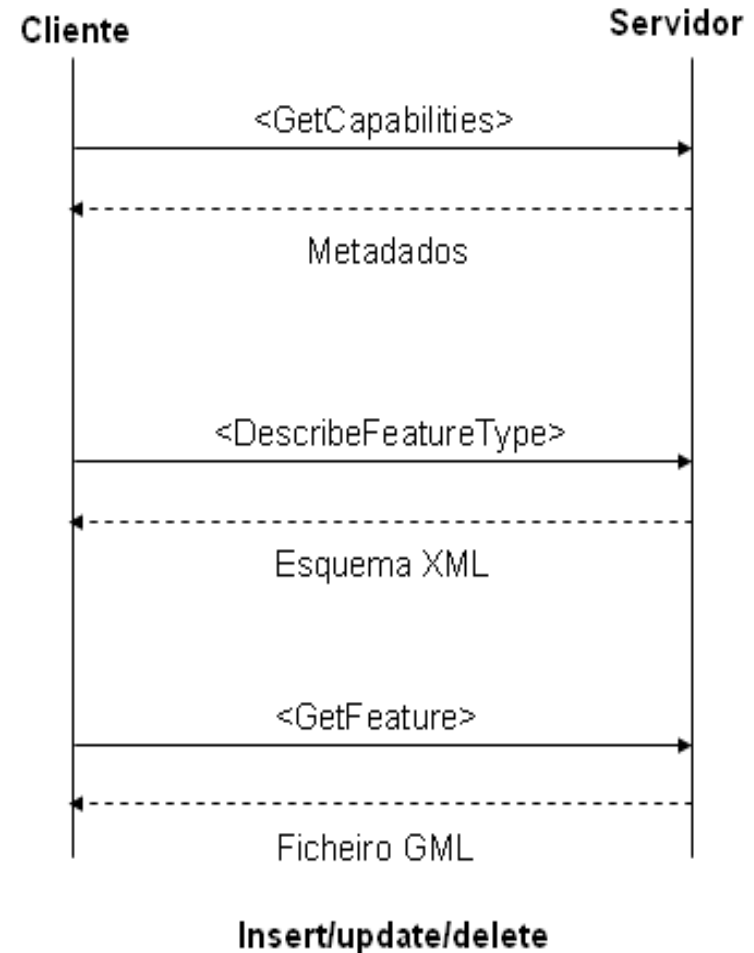 Cliente
Servidor
<GetCapabilities>
Metadados
<DescribeFeatureType>
Esquema XML
<GetFeature>
Ficheiro GML
Insert/update/delete